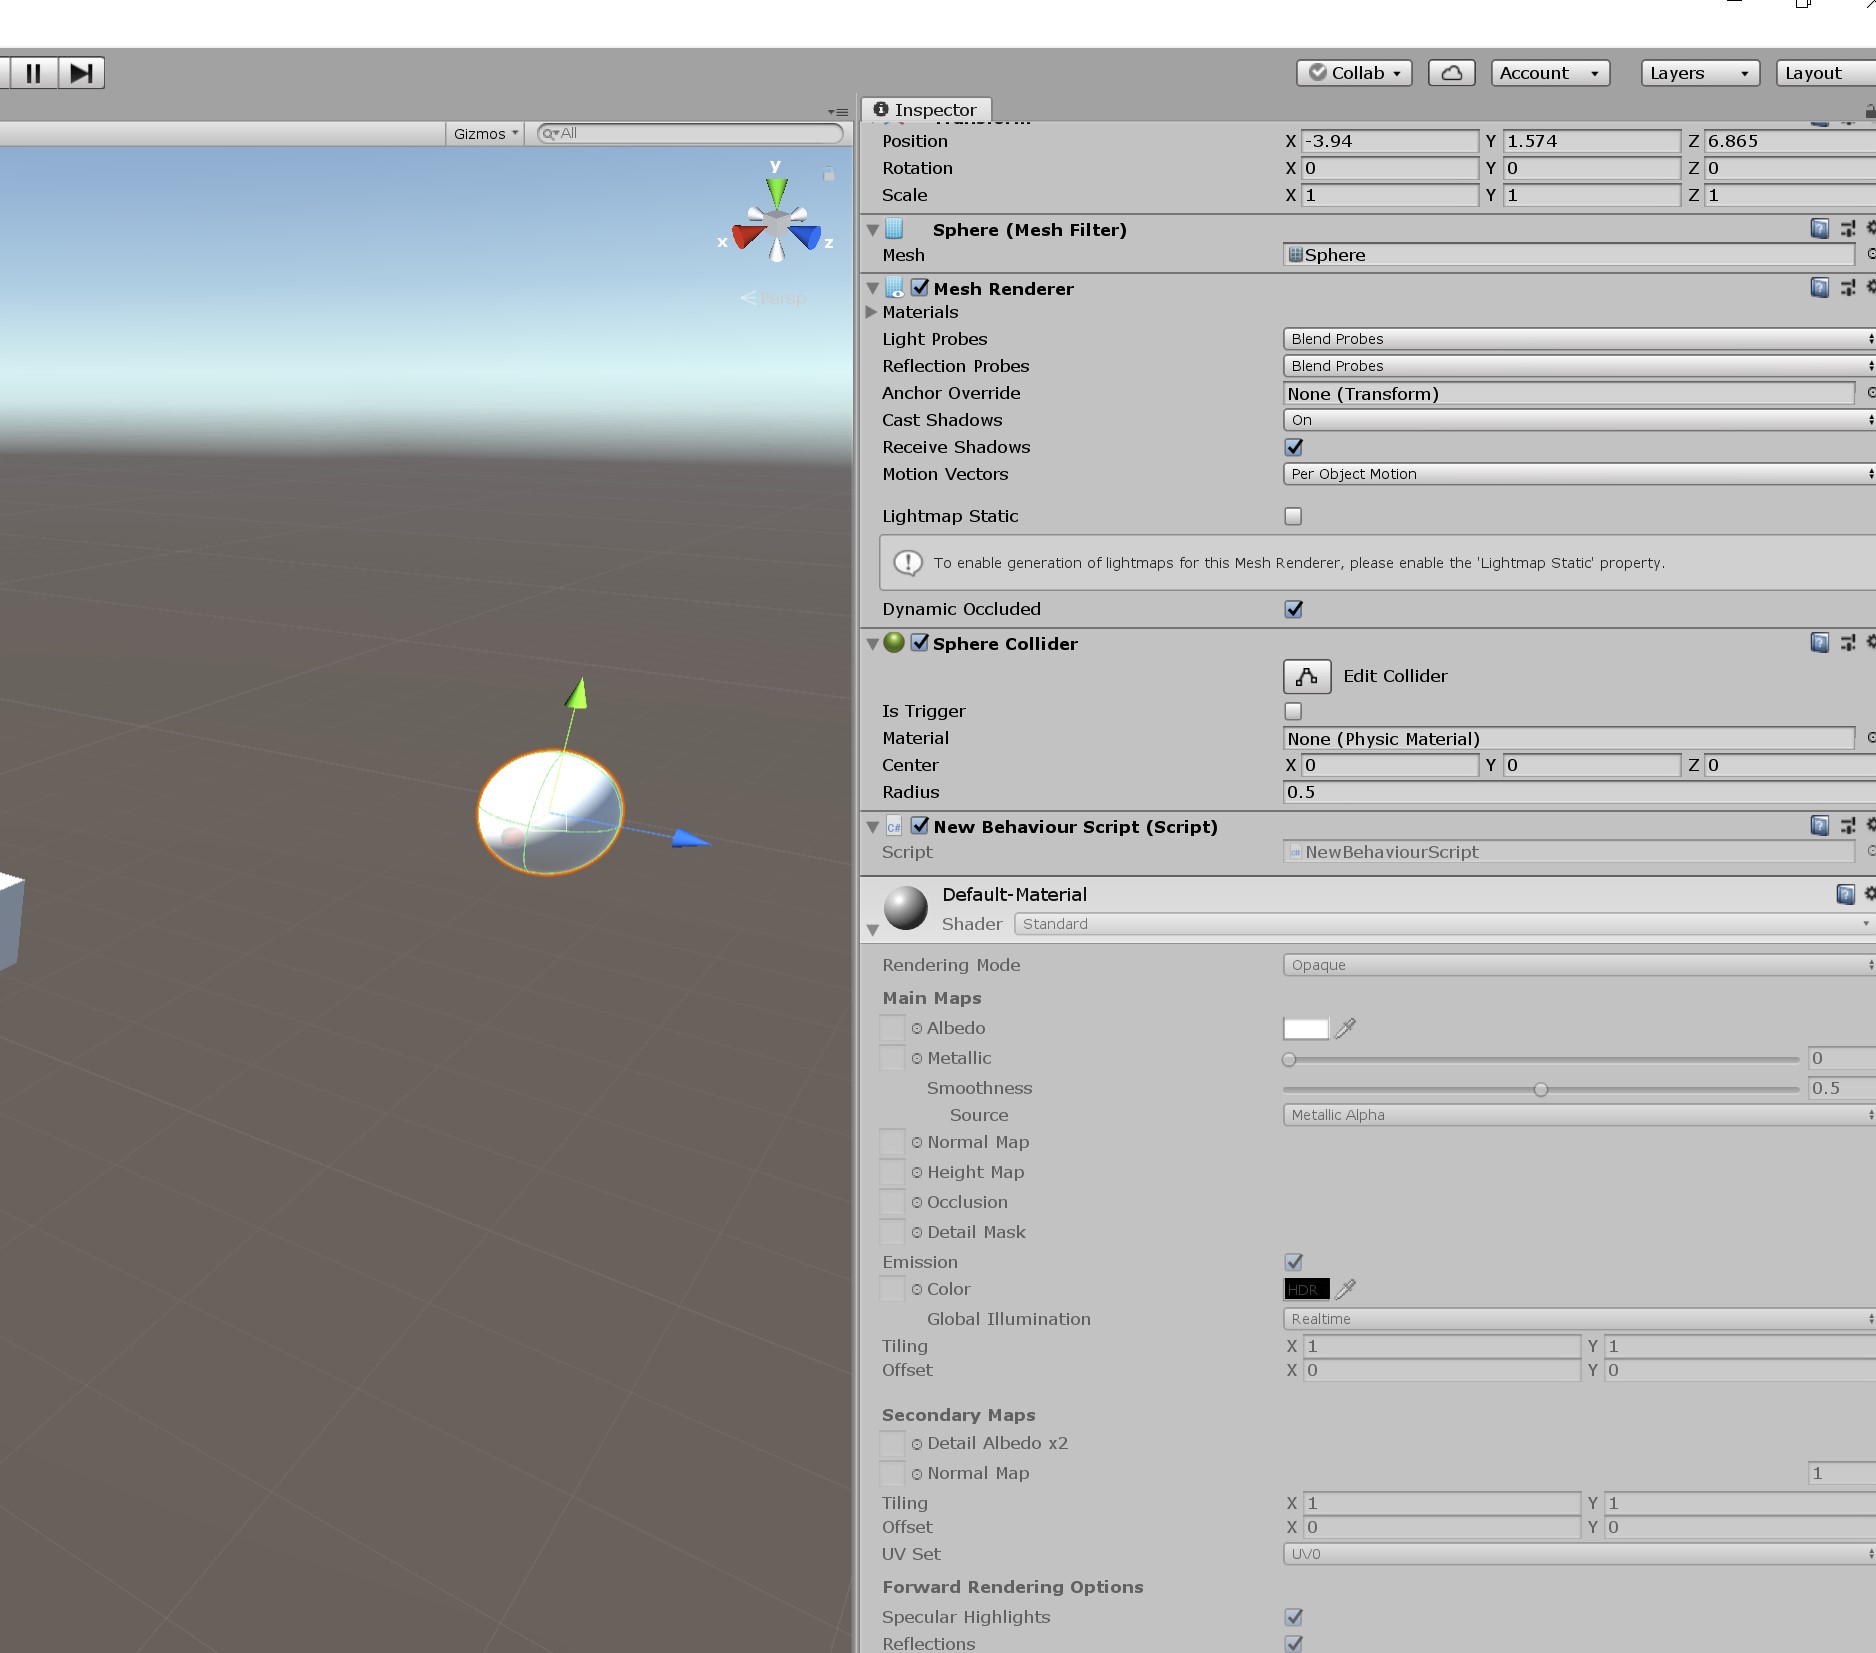 Collab
Account
Layers
Layout
Inspector
Gizmos
All
Transform
Position X -3.94 Y 1.574 Z 6.865
Rotation X 0 Y 0 Z 0
Scale X 1 Y 1 Z 1
y
x
z
Persp
Sphere (Mesh Filter)
Mesh Sphere
Mesh Renderer
Materials
Light Probes Blend Probes
Reflection Probes Blend Probes
Anchor Override None (Transform)
Cast Shadows On
Receive Shadows
Motion Vectors Per Object Motion
Lightmap Static
To enable generation of lightmaps for this Mesh Renderer, please enable the 'Lightmap Static' property.
Dynamic Occluded
Sphere Collider
Edit Collider
Is Trigger
Material None (Physic Material)
Center X 0 Y 0 Z 0
Radius 0.5
C# New Behaviour Script (Script)
Script NewBehaviourScript
Default-Material
Shader Standard
Rendering Mode Opaque
Main Maps
Albedo
Metallic 0
Smoothness 0.5
Source Metallic Alpha
Normal Map
Height Map
Occlusion
Detail Mask
Emission
Color HDR
Global Illumination Realtime
Tiling X 1 Y 1
Offset X 0 Y 0
Secondary Maps
Detail Albedo x2
Normal Map 1
Tiling X 1 Y 1
Offset X 0 Y 0
UV Set UV0
Forward Rendering Options
Specular Highlights
Reflections